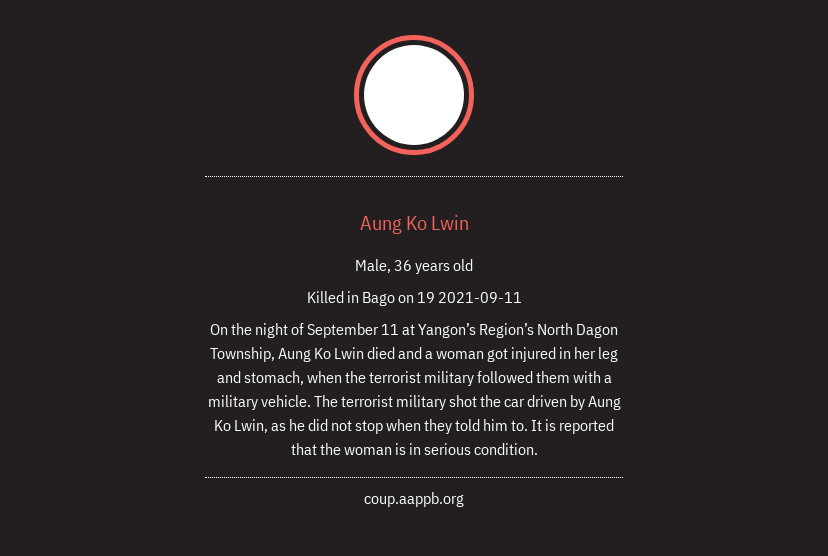 Aung Ko Lwin
Male, 36 years old
Killed in Bago on 19 2021-09-11
On the night of September 11 at Yangon’s Region’s North Dagon
Township, Aung Ko Lwin died and a woman got injured in her leg
and stomach, when the terrorist military followed them with a
military vehicle. The terrorist military shot the car driven by Aung
Ko Lwin, as he did not stop when they told him to. It is reported
that the woman is in serious condition.
coup.aappb.org